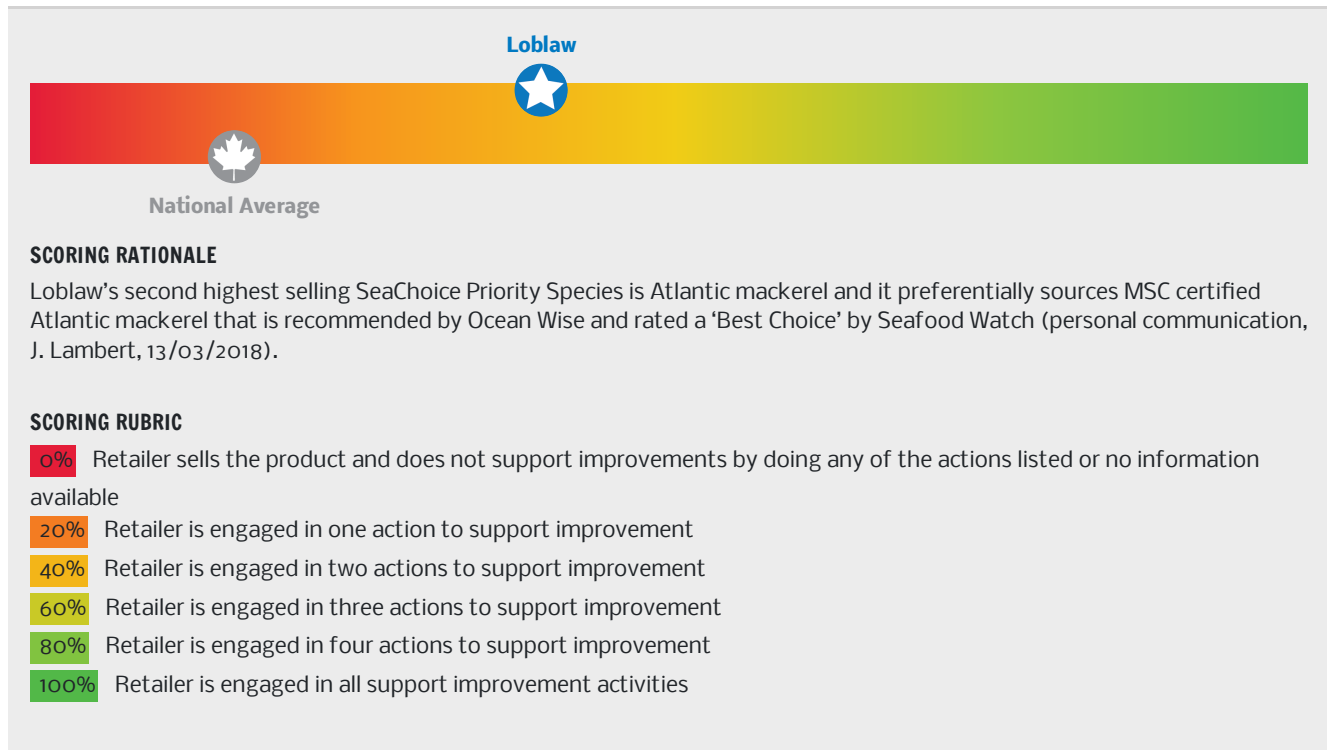 Loblaw
National Average
SCORING RATIONALE
Loblaw’s second highest selling SeaChoice Priority Species is Atlantic mackerel and it preferentially sources MSC certified
Atlantic mackerel that is recommended by Ocean Wise and rated a ‘Best Choice’ by Seafood Watch (personal communication,
J. Lambert, 13/03/2018).
SCORING RUBRIC
0% Retailer sells the product and does not support improvements by doing any of the actions listed or no information
available
20% Retailer is engaged in one action to support improvement
40% Retailer is engaged in two actions to support improvement
60% Retailer is engaged in three actions to support improvement
80% Retailer is engaged in four actions to support improvement
100% Retailer is engaged in all support improvement activities